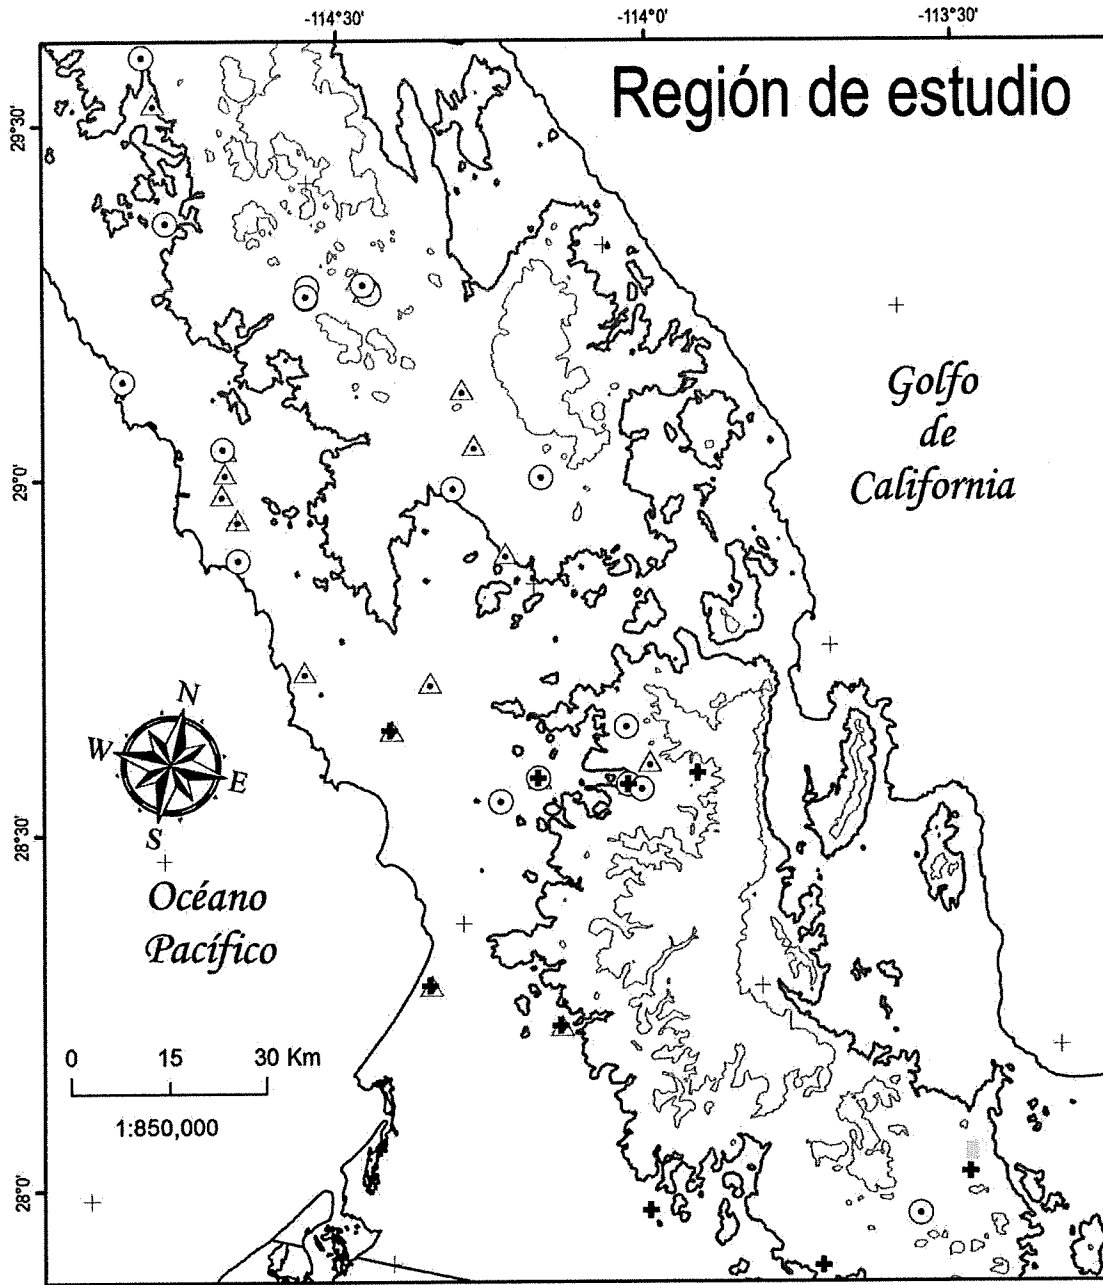 -114°30'
-114°0'
-113°30'
Región de estudio
29°30'
Golfo
de
California
29°0'
N
W
E
S
28°30'
Océano
Pacífico
0 15 30 Km
1:850,000
28°0'